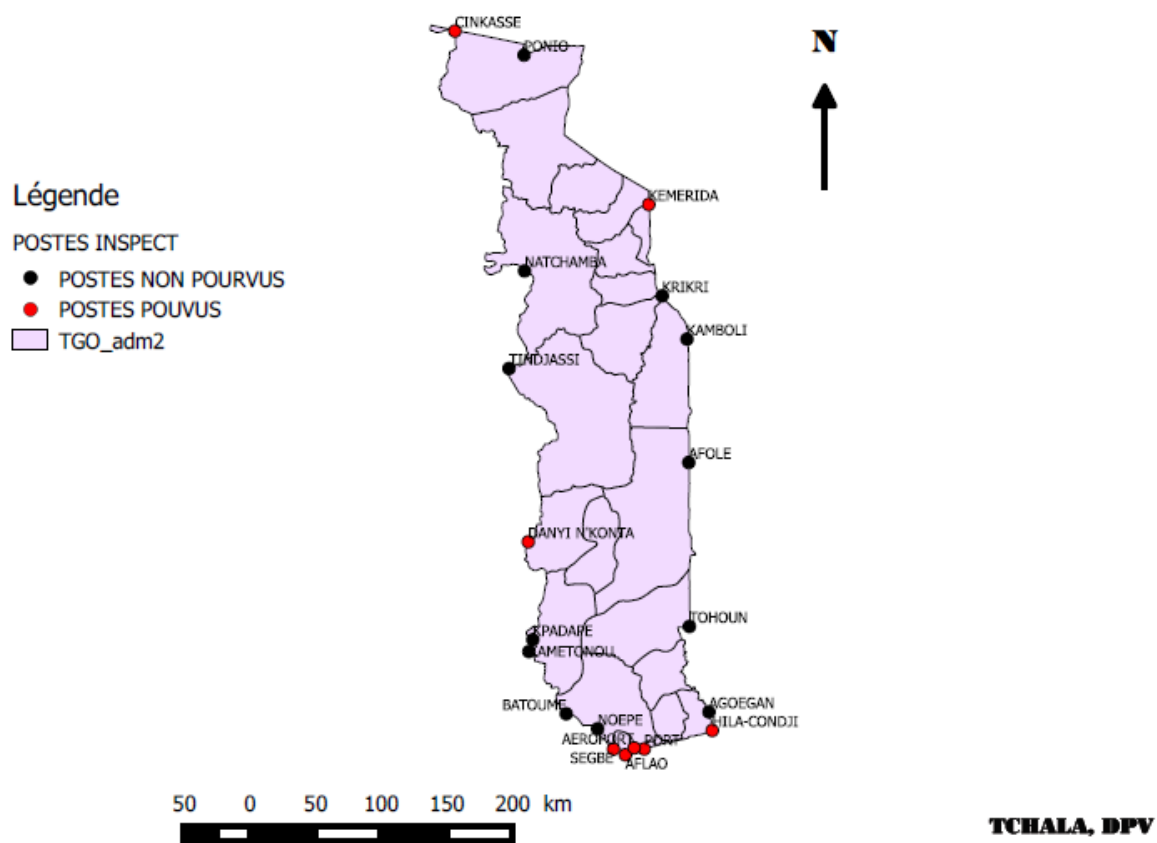 CINKASSE
PONIO
N
Légende
KEMERIDA
POSTES INSPECT
NATCHAMBA
POSTES NON POURVUS
KRIKRI
POSTES POUVUS
KAMBOLI
TGO_adm2
TINDJASSI
AFOLE
DANYI N'KONTA
TOHOUN
KPADAPE
KAMETONOU
BATOUME
AGOEGAN
NOEPE
HILA-CONDJI
AEROPORT
PORT
SEGBE
AFLAO
50 0 50 100 150 200 km
TCHALA, DPV